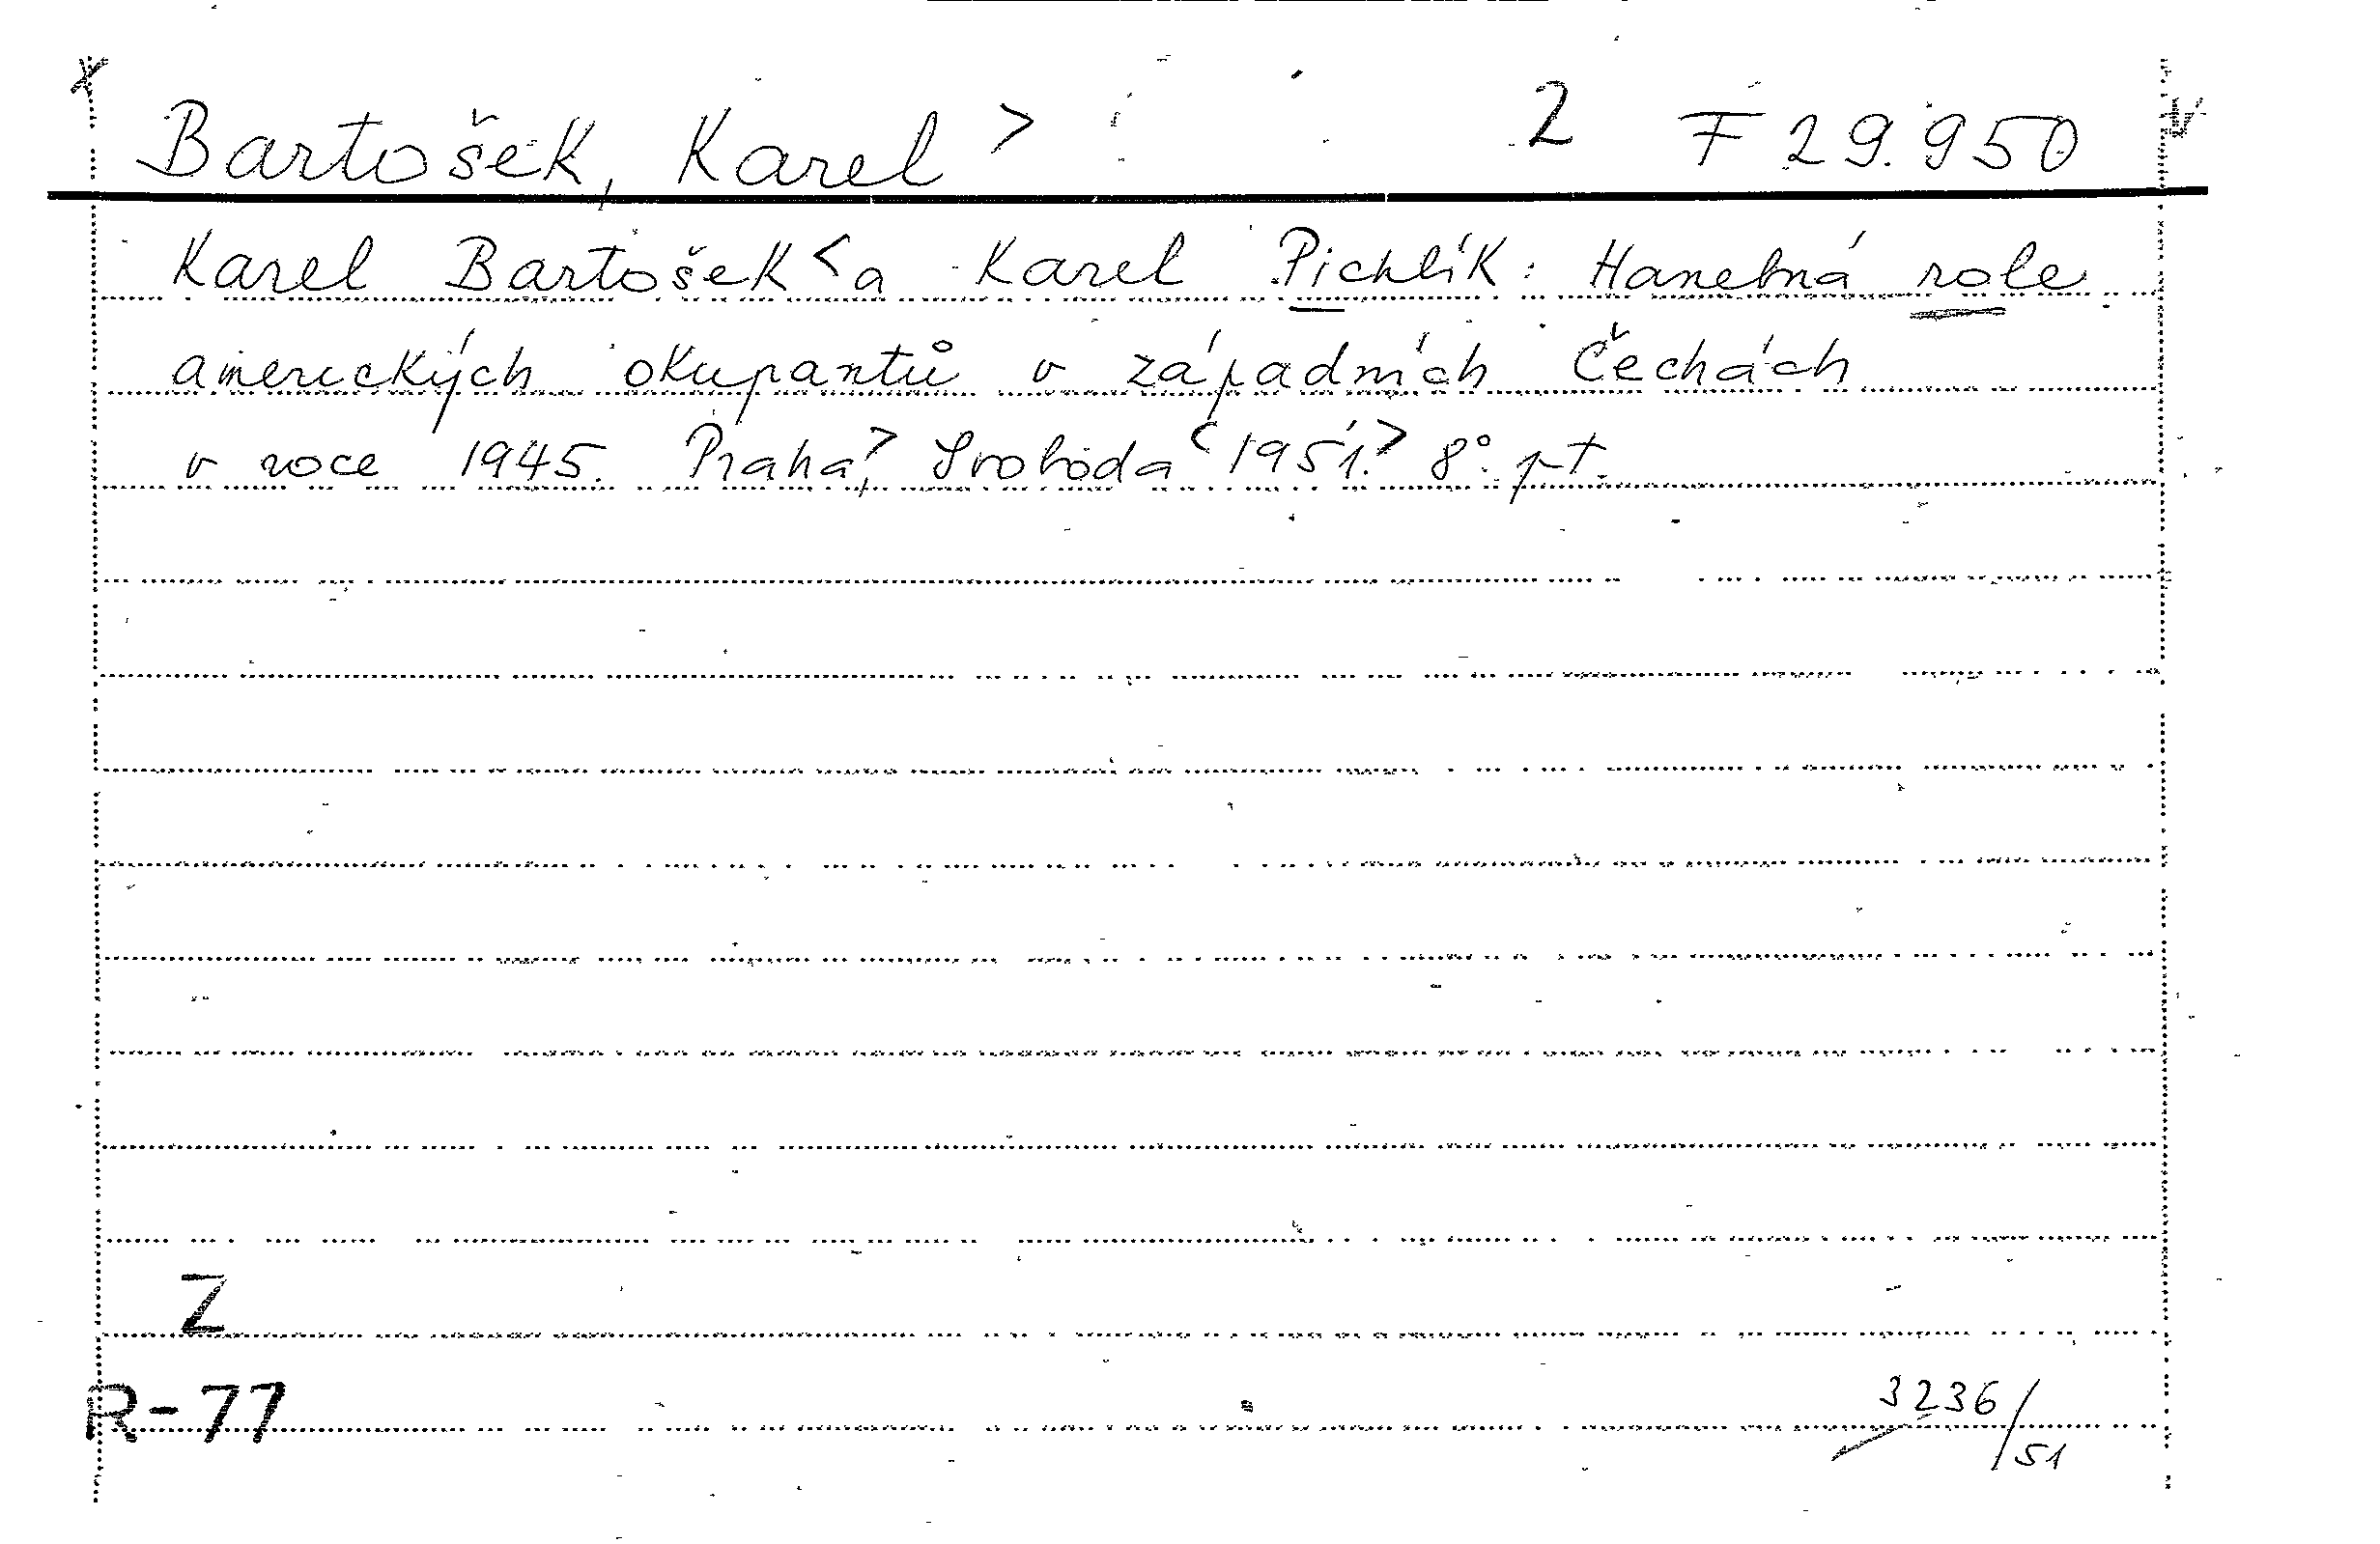 Bartošek, Karel > 2 F 29.950
Karel Bartošek < a Karel Pichlík: Hanebná role
amerických okupantů v západních Čechách
v roce 1945. Praha,> Svoboda <1951.> 8°. pt.
Z
R-77
3236/
51